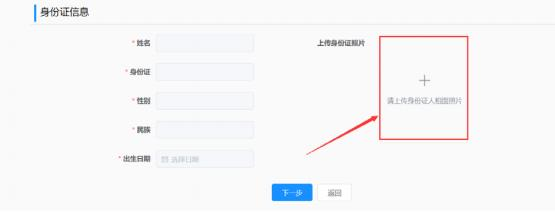 身份证信息
* 姓名
上传身份证照片
* 身份证
请上传身份证人相面照片
* 性别
* 民族
* 出生日期 选择日期
下一步 返回